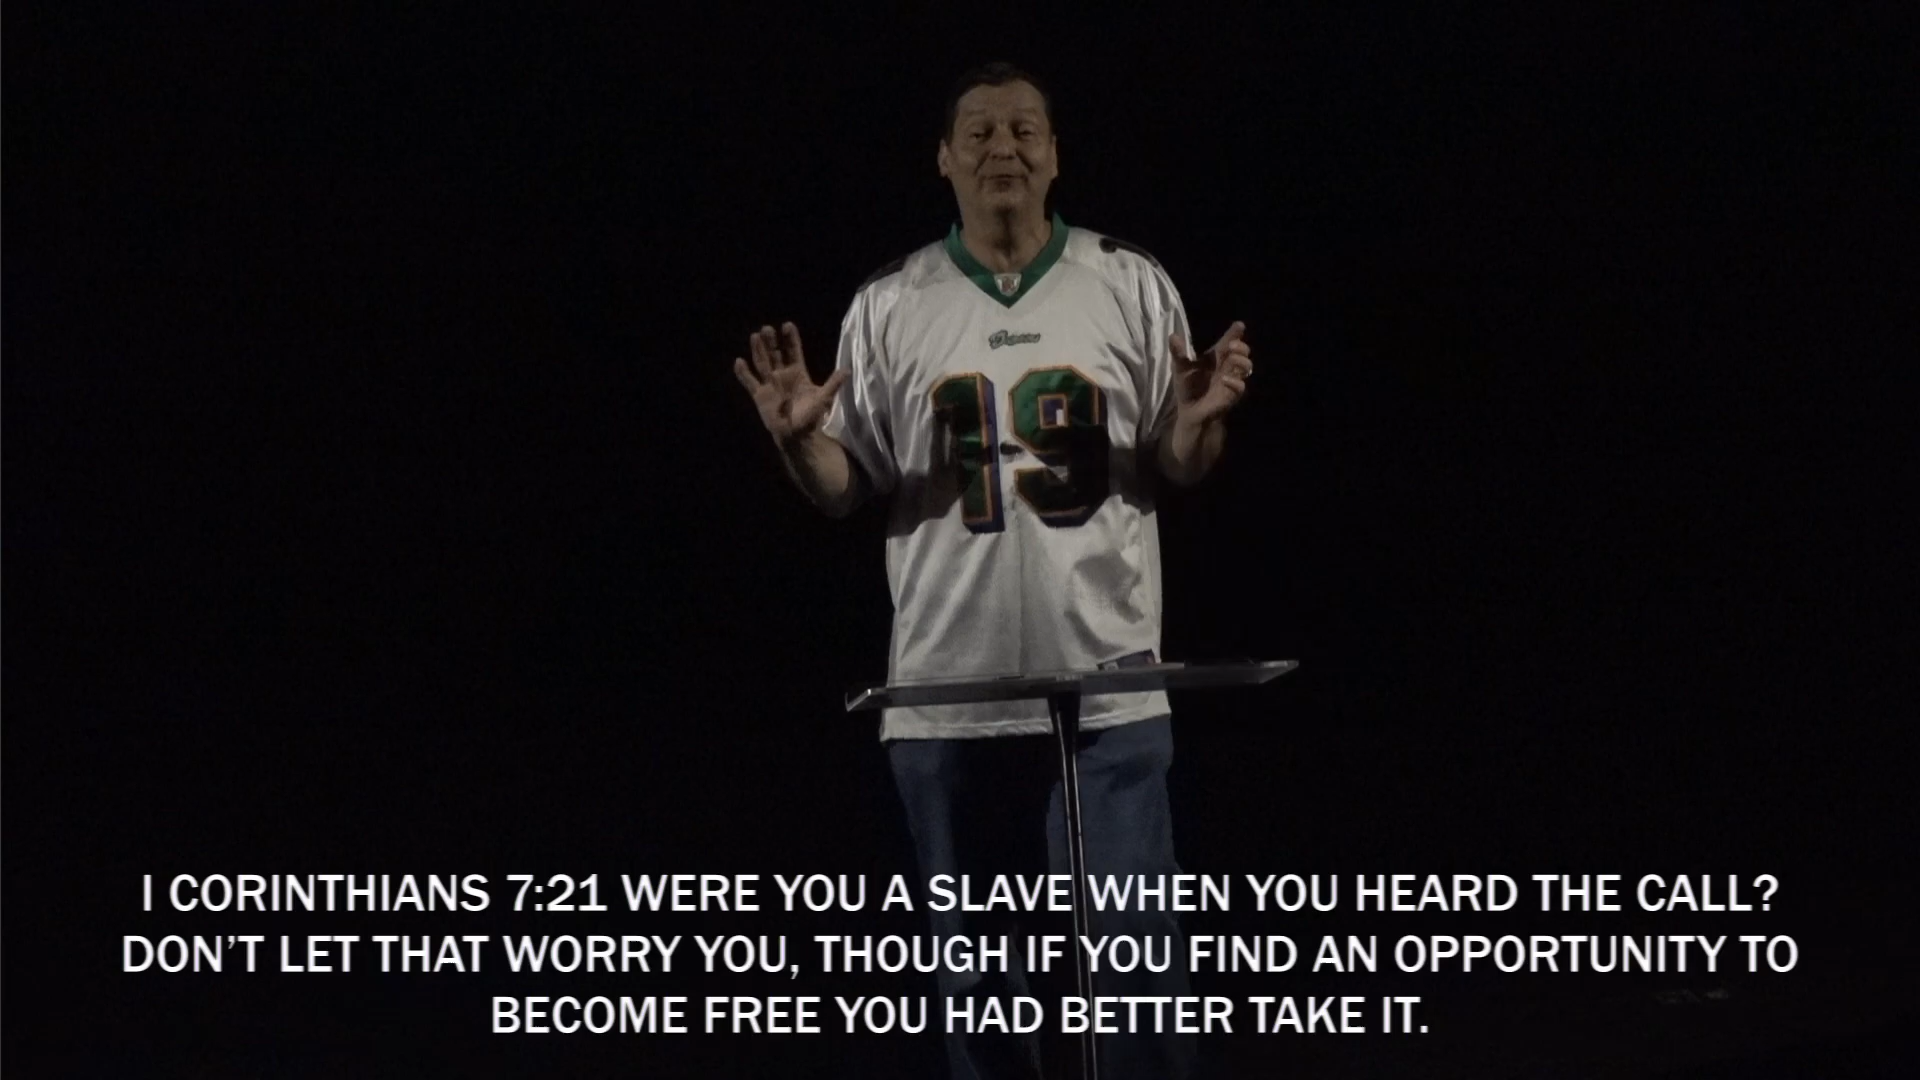 19
I CORINTHIANS 7:21 WERE YOU A SLAVE WHEN YOU HEARD THE CALL?
DON’T LET THAT WORRY YOU, THOUGH IF YOU FIND AN OPPORTUNITY TO
BECOME FREE YOU HAD BETTER TAKE IT.